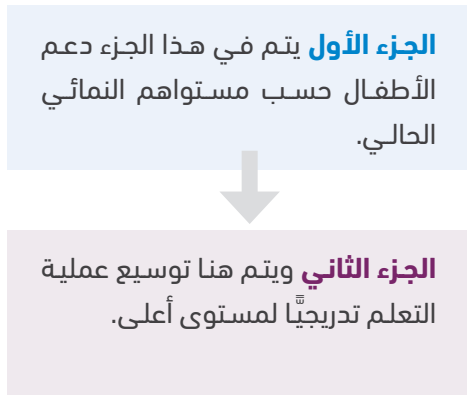 الجزء الأول يتم في هذا الجزء دعم
الأطفال حسب مستواهم النمائي
الحالي.
الجزء الثاني ويتم هنا توسيع عملية
التعلم تدريجيًّا لمستوى أعلى.